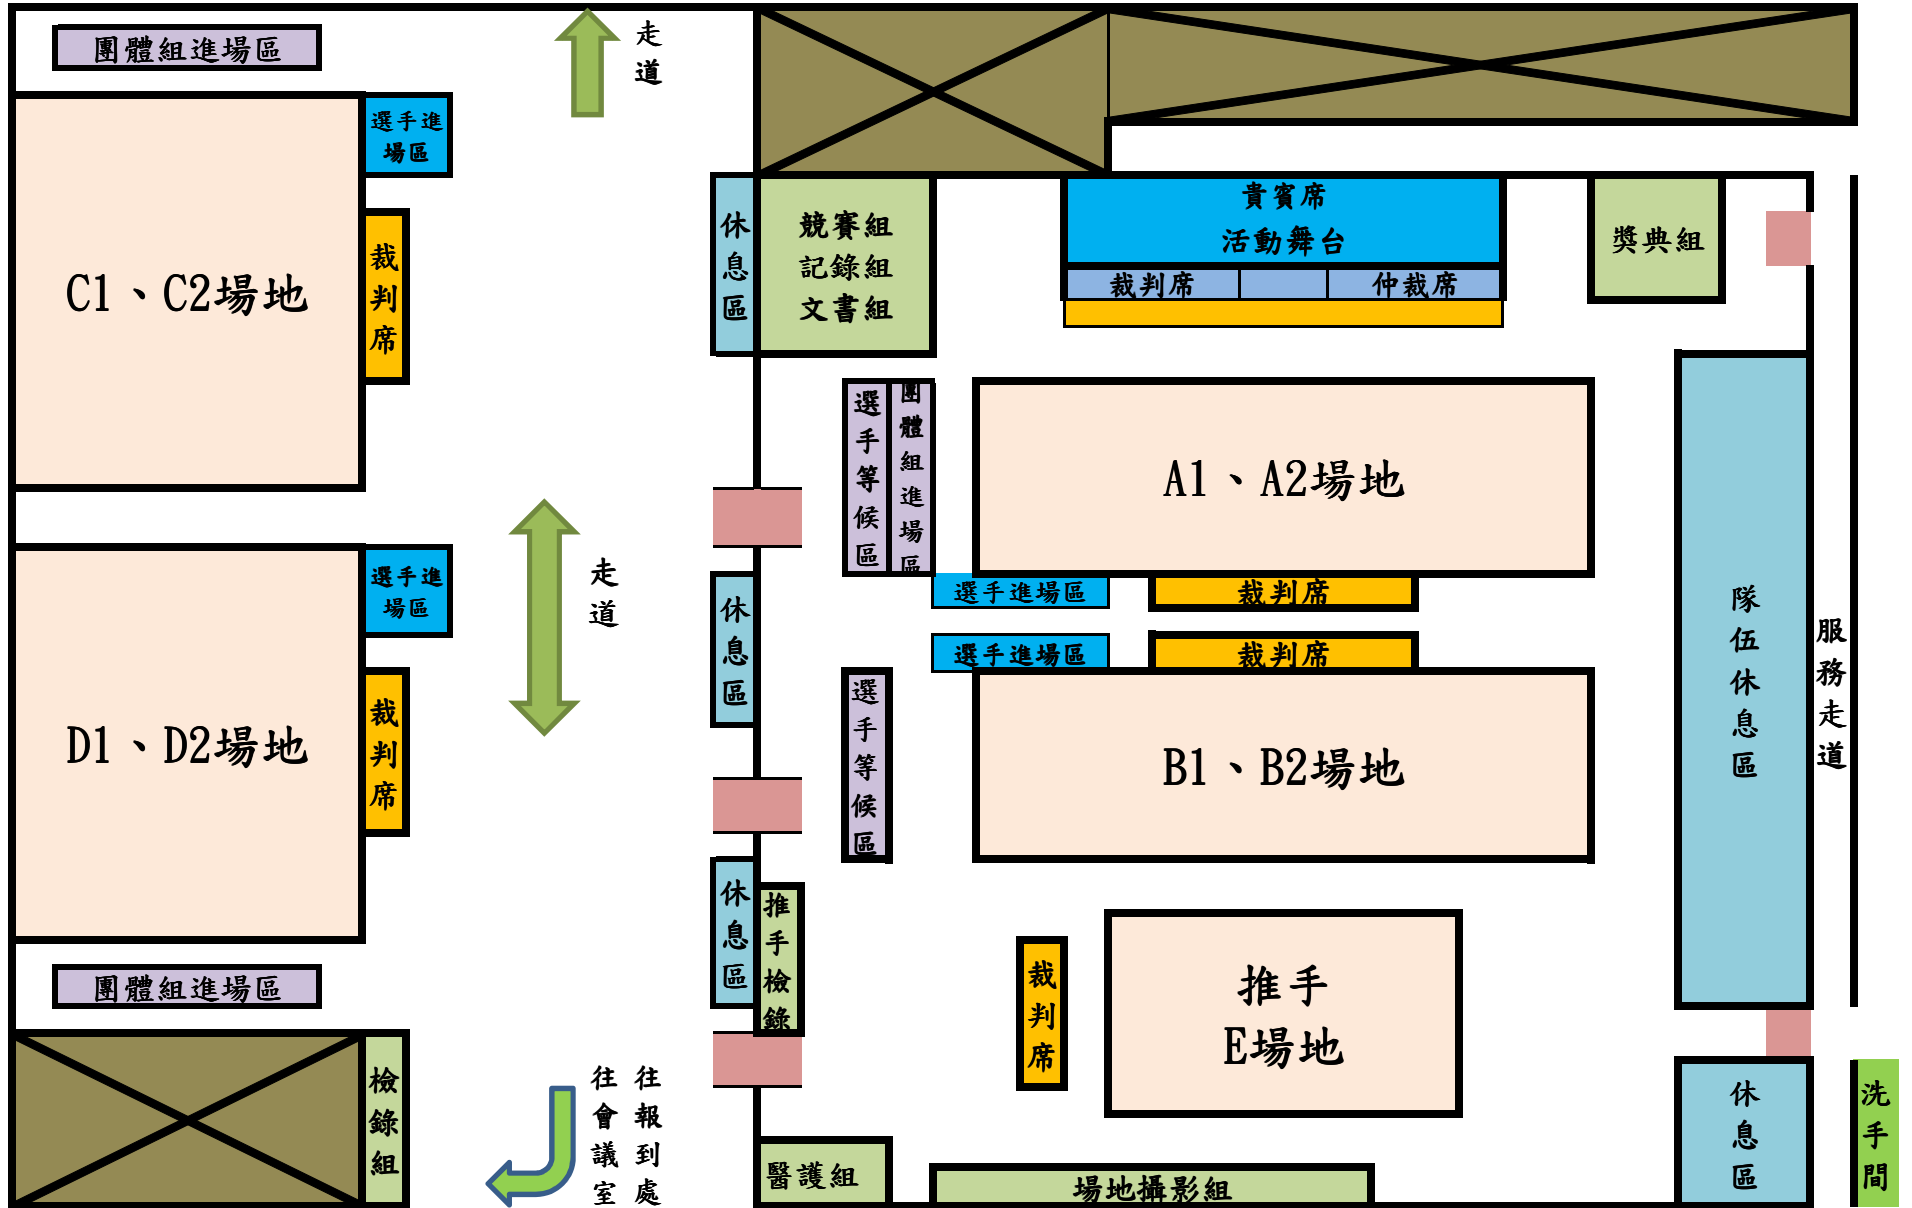 團體組進場區
走道
選手進
場區
C1、C2場地
裁判席
休息區
競賽組
記錄組
文書組
貴賓席
活動舞台
裁判席
仲裁席
獎典組
選手等候區
團體組進場區
A1、A2場地
選手進場區
裁判席
選手進
場區
D1、D2場地
裁判席
走道
休息區
選手進場區
裁判席
選手等候區
B1、B2場地
隊伍休息區
服務走道
休息區
推手檢錄
裁判席
推手
E場地
團體組進場區
檢錄組
往報到處
往會議室
醫護組
場地攝影組
休息區
洗手間